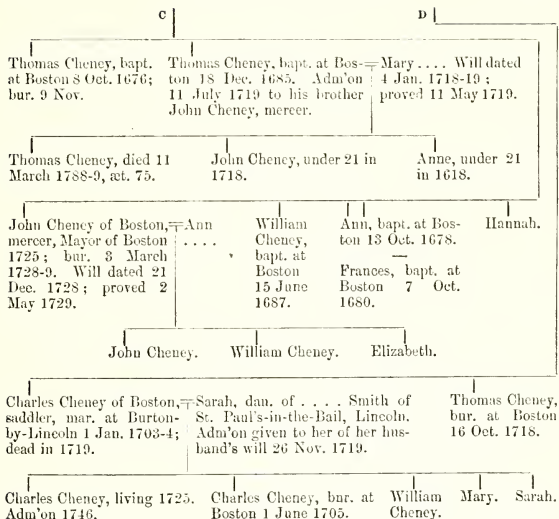 C D
Thomas Cheney, bapt.
at Boston 8 Oct. 1676;
bur. 9 Nov.
Thomas Cheney, bapt. at Bos-
ton 18 Dec. 1685. Adm'on
11 July 1719 to his brother
John Cheney, mercer.
Mary .... Will dated
4 Jan. 1718-19 ;
proved 11 May 1719.
Thomas Cheney, died 11
March 1788-9, æt. 75.
John Cheney, under 21 in
1718.
Anne, under 21
in 1618.
John Cheney of Boston,
mercer, Mayor of Boston
1725; bur. 3 March
1728-9. Will dated 21
Dec. 1728; proved 2
May 1729.
Ann
....
William
Cheney,
bapt. at
Boston
15 June
1687.
Ann, bapt. at Bos-
ton 13 Oct. 1678.
—
Frances, bapt. at
Boston 7 Oct.
1680.
Hannah.
John Cheney. William Cheney. Elizabeth.
Charles Cheney of Boston,
saddler, mar. at Burton-
by-Lincoln 1 Jan. 1703-4;
dead in 1719.
Sarah, dau. of .... Smith of
St. Paul's-in-the-Bail, Lincoln.
Adm'on given to her of her hus-
band's will 26 Nov. 1719.
Thomas Cheney,
bur. at Boston
16 Oct. 1718.
Charles Cheney, living 1725.
Adm'on 1746.
Charles Cheney, bur. at
Boston 1 June 1705.
William
Cheney.
Mary. Sarah.